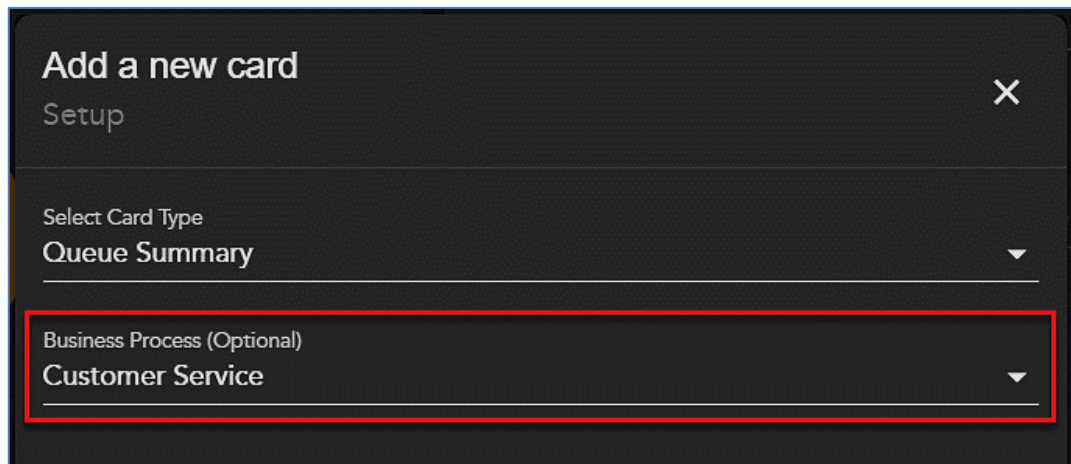 Add a new card
Setup
Select Card Type
Queue Summary
Business Process (Optional)
Customer Service